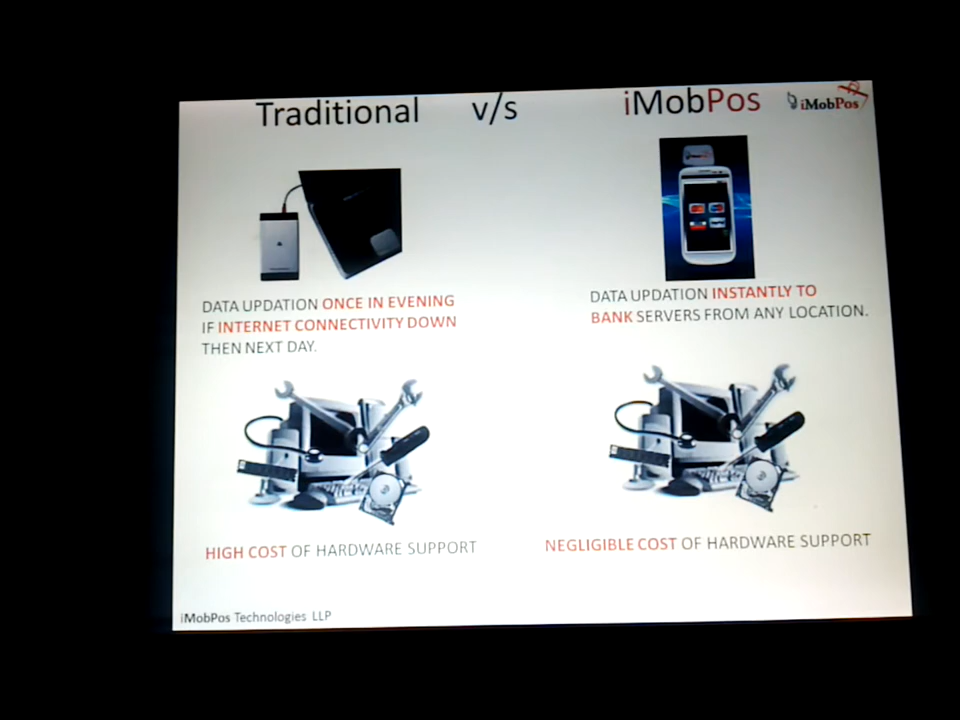 Traditional v/s iMobPos
iMobPos
DATA UPDATION ONCE IN EVENING
IF INTERNET CONNECTIVITY DOWN
THEN NEXT DAY.
DATA UPDATION INSTANTLY TO
BANK SERVERS FROM ANY LOCATION.
HIGH COST OF HARDWARE SUPPORT
NEGLIGIBLE COST OF HARDWARE SUPPORT
iMobPos Technologies LLP